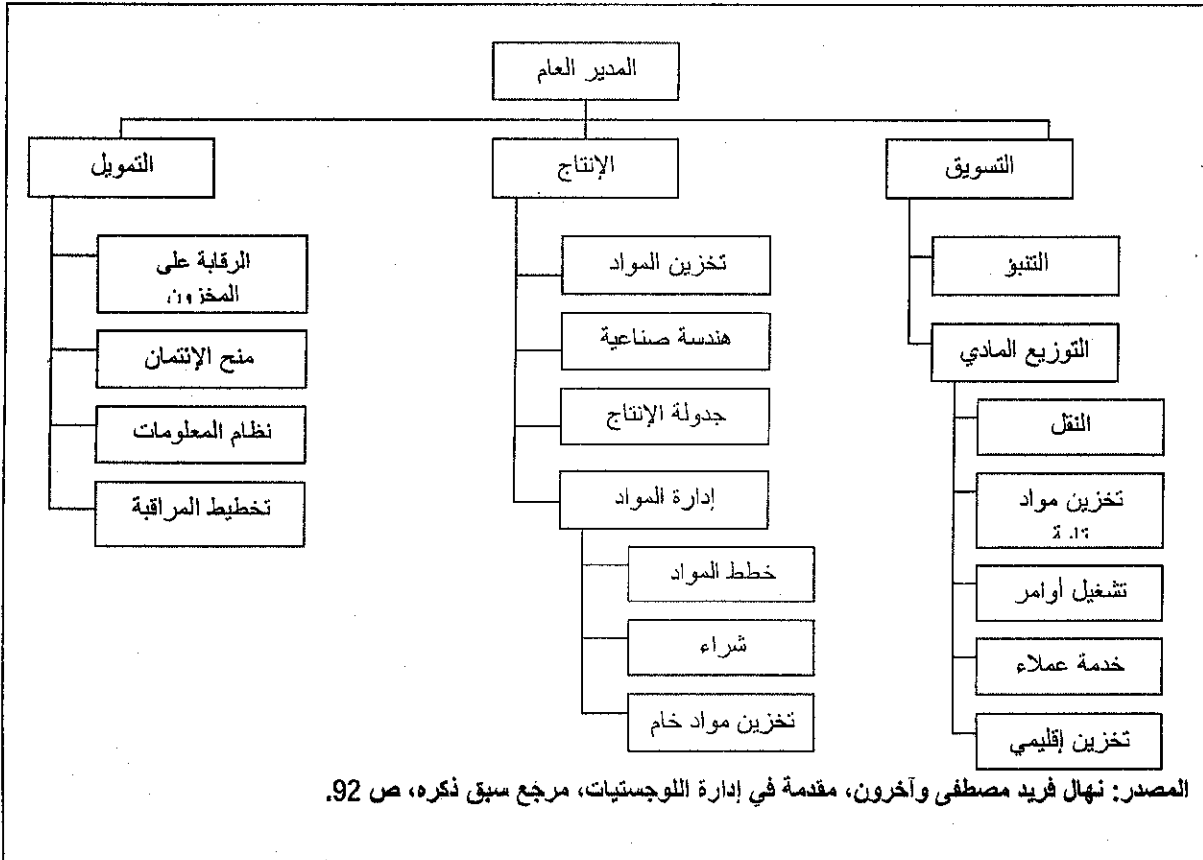 المدير العام
التسويق
الإنتاج
التمويل
التنبؤ
التوزيع المادي
النقل
تخزين مواد
تشغيل أوامر
خدمة عملاء
تخزين إقليمي
تخزين المواد
هندسة صناعية
جدولة الإنتاج
إدارة المواد
خطط المواد
شراء
تخزين مواد خام
الرقابة على
المخزون
منح الإئتمان
نظام المعلومات
تخطيط المراقبة
المصدر: نهال فريد مصطفى وآخرون، مقدمة في إدارة اللوجستيات، مرجع سبق ذكره، ص 92.